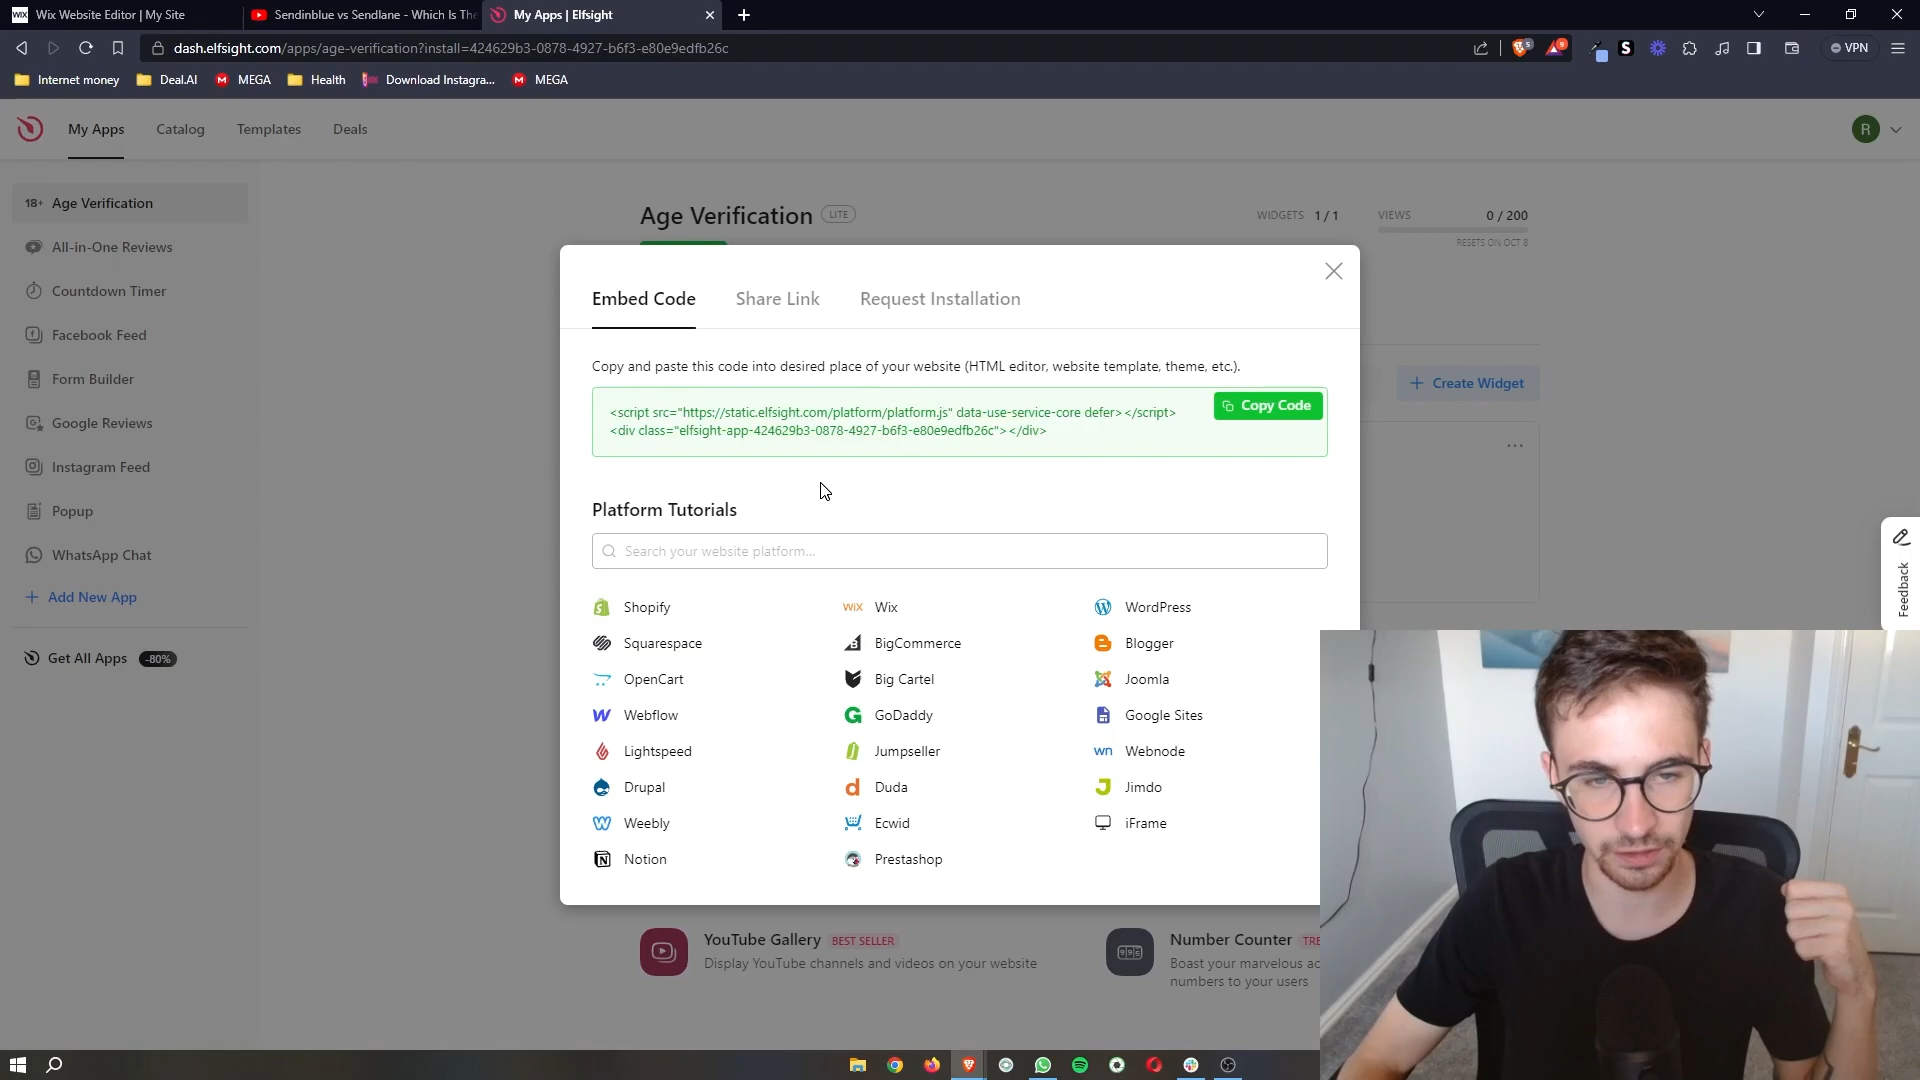 Wix Website Editor | My Site
Sendinblue vs Sendlane - Which Is The
My Apps | Elfsight
dash.elfsight.com/apps/age-verification?install=424629b3-0878-4927-b6f3-e80e9edfb26c
VPN
Internet money
Deal.AI
MEGA
Health
Download Instagra...
MEGA
My Apps
Catalog
Templates
Deals
R
18+ Age Verification
All-in-One Reviews
Countdown Timer
Facebook Feed
Form Builder
Google Reviews
Instagram Feed
Popup
WhatsApp Chat
+ Add New App
Get All Apps -80%
Age Verification LITE
WIDGETS 1 / 1
VIEWS 0 / 200
RESETS ON OCT 8
+ Create Widget
Embed Code
Share Link
Request Installation
Copy and paste this code into desired place of your website (HTML editor, website template, theme, etc.).
<script src="https://static.elfsight.com/platform/platform.js" data-use-service-core defer></script>
<div class="elfsight-app-424629b3-0878-4927-b6f3-e80e9edfb26c"></div>
Copy Code
Platform Tutorials
Search your website platform...
Shopify
Wix
WordPress
Squarespace
BigCommerce
Blogger
OpenCart
Big Cartel
Joomla
Webflow
GoDaddy
Google Sites
Lightspeed
Jumpseller
Webnode
Drupal
Duda
Jimdo
Weebly
Ecwid
iFrame
Notion
Prestashop
Feedback
YouTube Gallery BEST SELLER
Display YouTube channels and videos on your website
Number Counter TRE
Boast your marvelous ac
numbers to your users